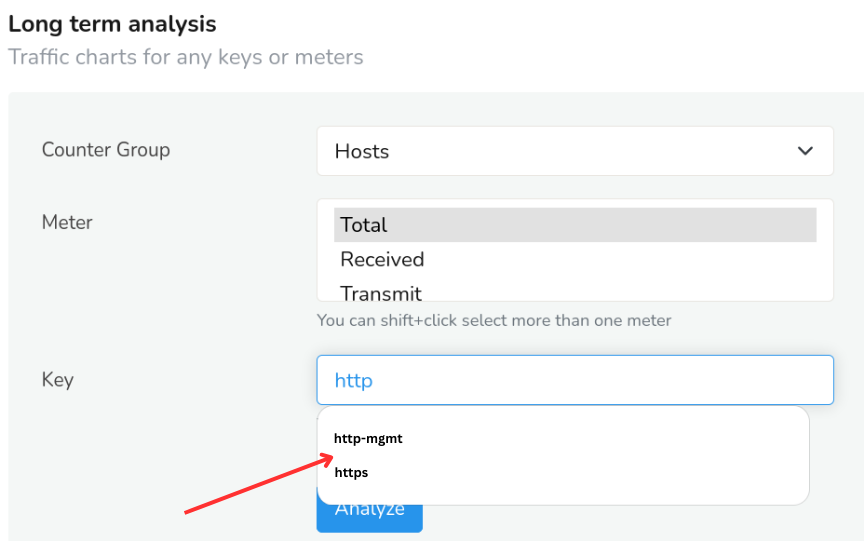 Long term analysis
Traffic charts for any keys or meters
Counter Group
Hosts
Meter
Total
Received
Transmit
You can shift+click select more than one meter
Key
http
http-mgmt
https
Analyze